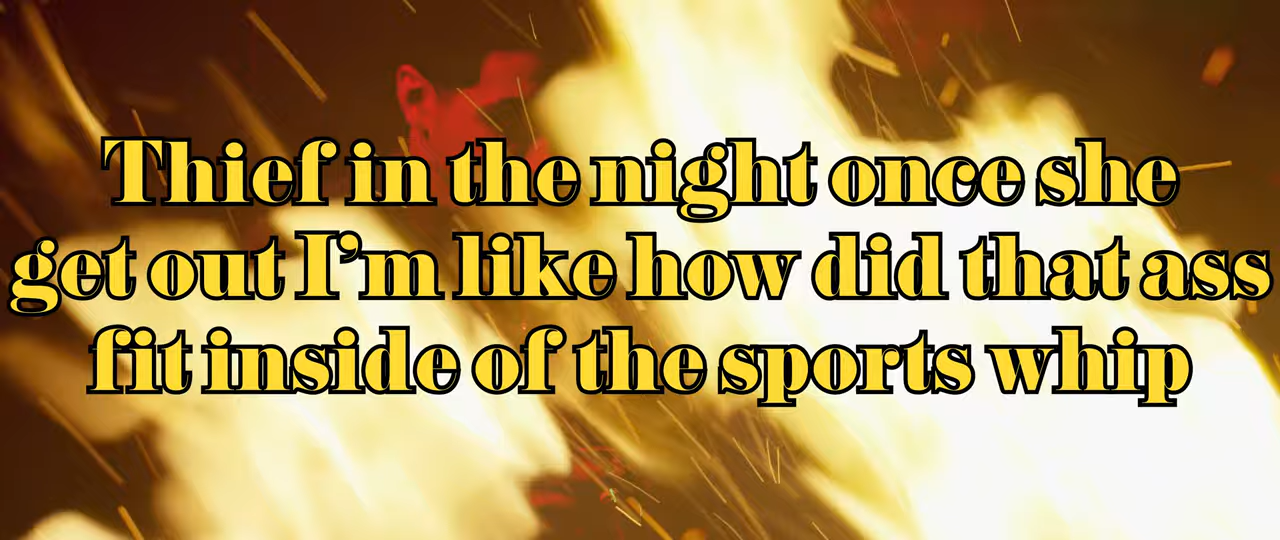 Thief in the night once she
get out I’m like how did that ass
fit inside of the sports whip